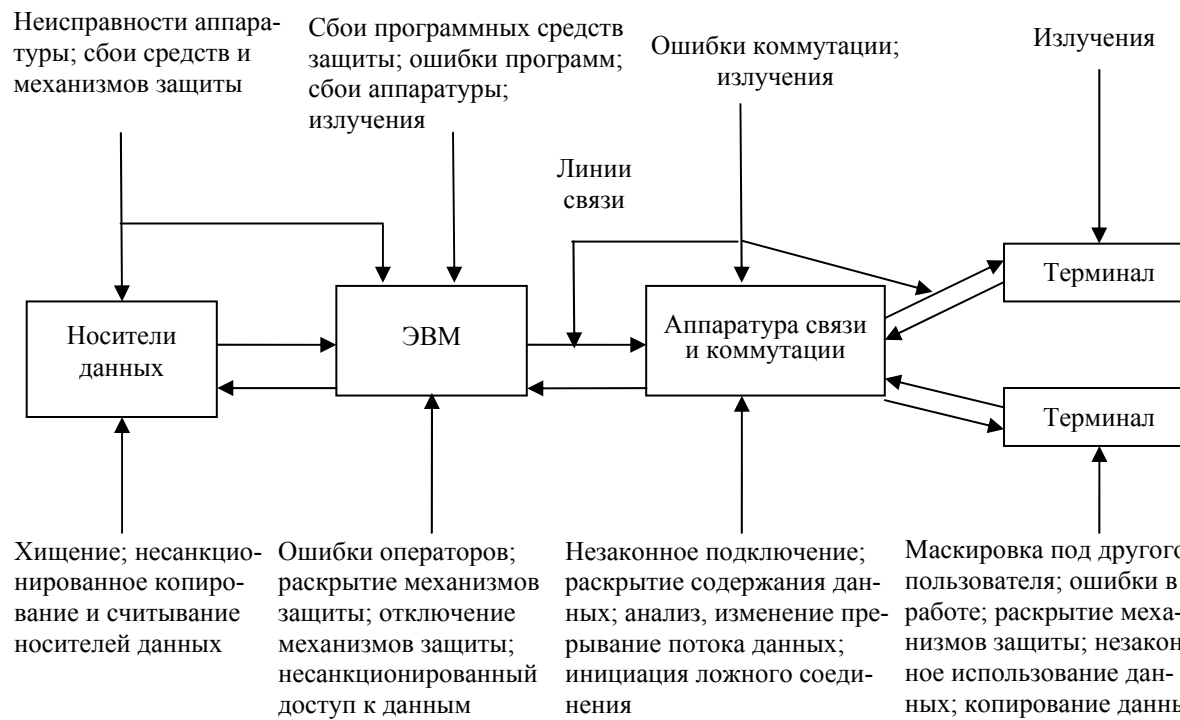 Неисправности аппара-
туры; сбои средств и
механизмов защиты
Сбои программных средств
защиты; ошибки программ;
сбои аппаратуры;
излучения
Ошибки коммутации;
излучения
Излучения
Линии
связи
Носители
данных
ЭВМ
Аппаратура связи
и коммутации
Терминал
Терминал
Хищение; несанкцио-
нированное копиро-
вание и считывание
носителей данных
Ошибки операторов;
раскрытие механизмов
защиты; отключение
механизмов защиты;
несанкционированный
доступ к данным
Незаконное подключение;
раскрытие содержания дан-
ных; анализ, изменение пре-
рывание потока данных;
инициация ложного соеди-
нения
Маскировка под другого
пользователя; ошибки в
работе; раскрытие меха-
низмов защиты; незакон
ное использование дан-
ных; копирование данны